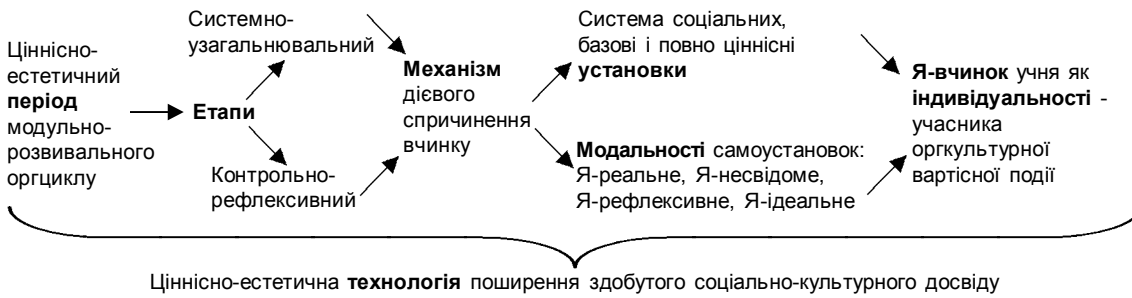 Ціннісно-
естетичний
період
модульно-
розвивального
оргциклу
Етапи
Системно-
узагальнювальний
Контрольно-
рефлексивний
Механізм
дієвого
спричинення
вчинку
Система соціальних,
базові і повно ціннісні
установки
Модальності самоустановок:
Я-реальне, Я-несвідоме,
Я-рефлексивне, Я-ідеальне
Я-вчинок учня як
індивідуальності -
учасника
оргкультурної
вартісної події
Ціннісно-естетична технологія поширення здобутого соціально-культурного досвіду